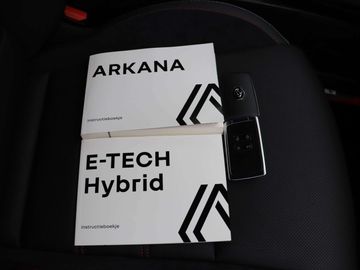 ARKANA
instructieboekje
E-TECH
Hybrid
instructieboekje